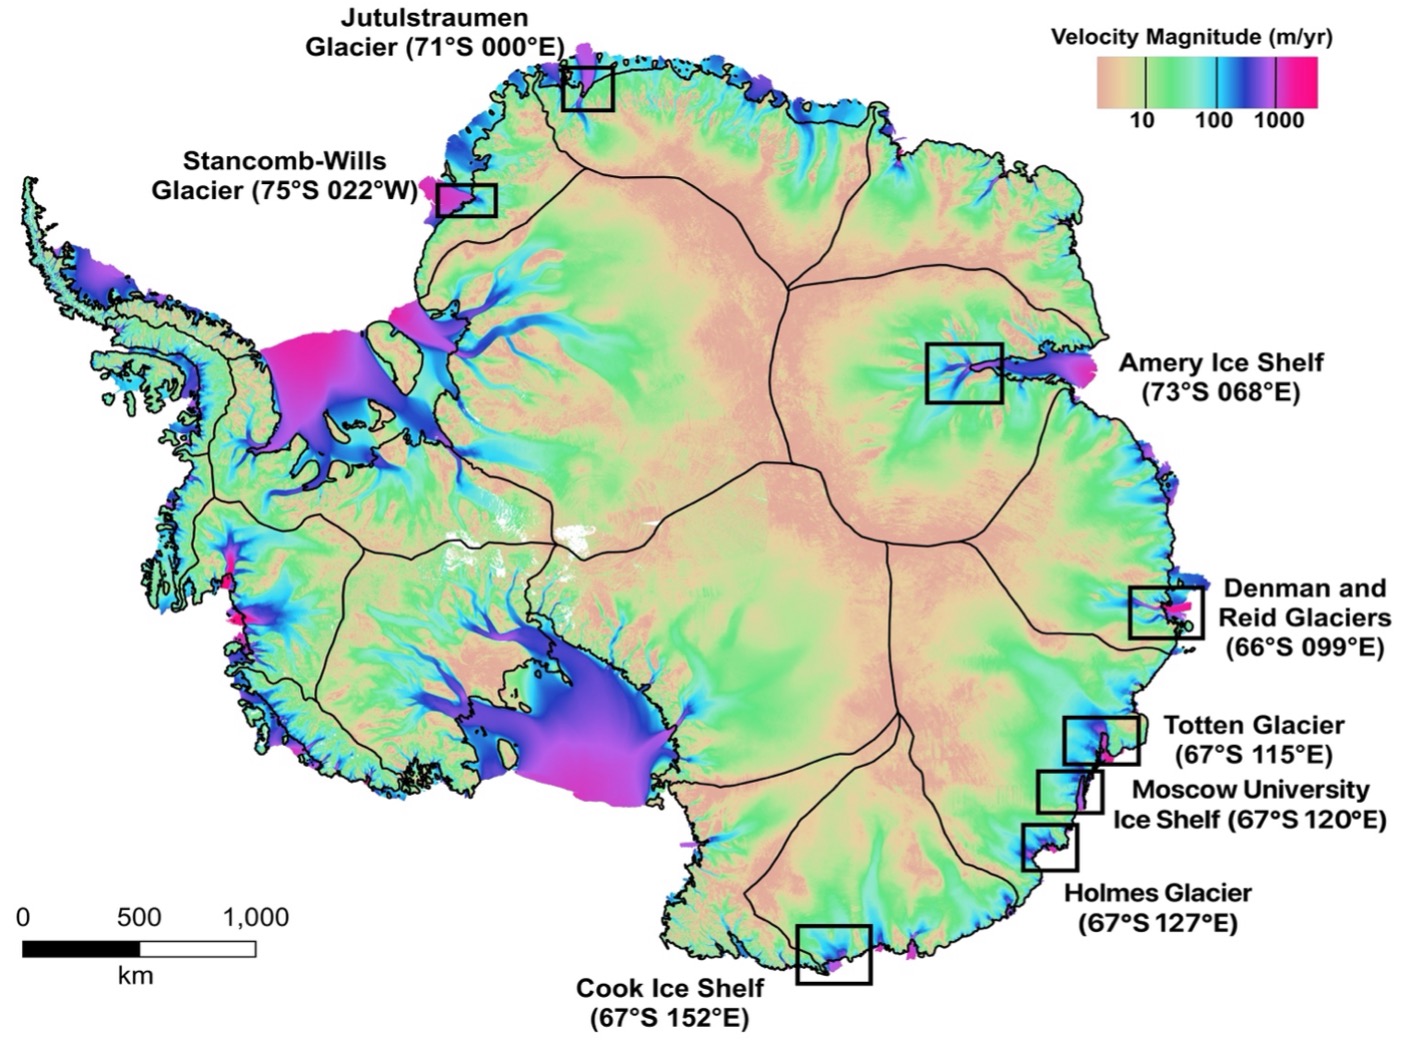 Jutulstraumen
Glacier (71°S 000°E)
Velocity Magnitude (m/yr)
10 100 1000
Stancomb-Wills
Glacier (75°S 022°W)
Amery Ice Shelf
(73°S 068°E)
Denman and
Reid Glaciers
(66°S 099°E)
Totten Glacier
(67°S 115°E)
Moscow University
Ice Shelf (67°S 120°E)
Holmes Glacier
(67°S 127°E)
0 500 1,000
km
Cook Ice Shelf
(67°S 152°E)